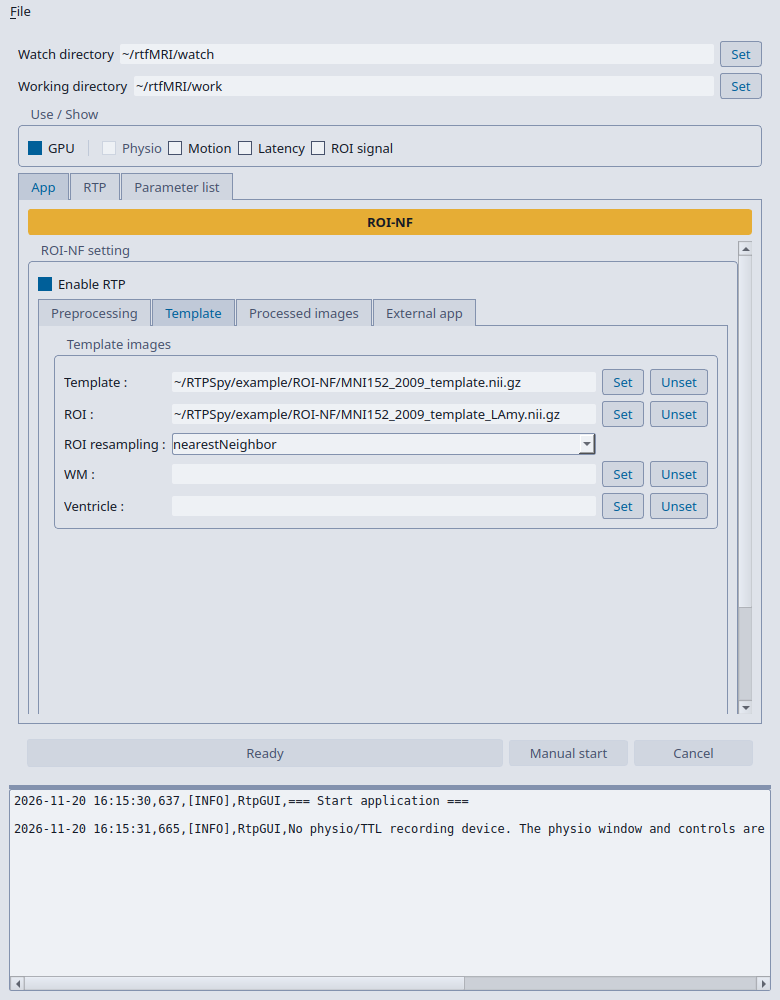 File
Watch directory ~/rtfMRI/watch Set
Working directory ~/rtfMRI/work Set
Use / Show
GPU Physio Motion Latency ROI signal
App RTP Parameter list
ROI-NF
ROI-NF setting
Enable RTP
Preprocessing Template Processed images External app
Template images
Template : ~/RTPSpy/example/ROI-NF/MNI152_2009_template.nii.gz Set Unset
ROI : ~/RTPSpy/example/ROI-NF/MNI152_2009_template_LAmy.nii.gz Set Unset
ROI resampling : nearestNeighbor
WM : Set Unset
Ventricle : Set Unset
Ready Manual start Cancel
2026-11-20 16:15:30,637,[INFO],RtpGUI,=== Start application ===
2026-11-20 16:15:31,665,[INFO],RtpGUI,No physio/TTL recording device. The physio window and controls are